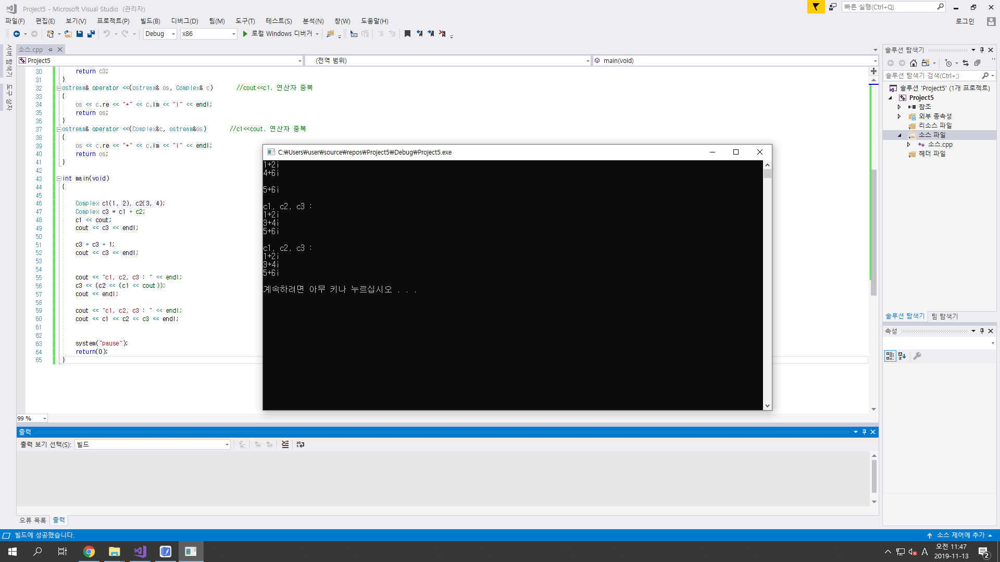 Project5 - Microsoft Visual Studio (관리자)
빠른 실행(Ctrl+Q)
파일(F) 편집(E) 보기(V) 프로젝트(P) 빌드(B) 디버그(D) 팀(M) 도구(T) 테스트(S) 분석(N) 창(W) 도움말(H)
로그인
Debug x86 로컬 Windows 디버거
서버 탐색기
도구 상자
소스.cpp
Project5 (전역 범위) main(void)
30 return c3;
31 }
32 ostream& operator <<(ostream& os, Complex& c) //cout<<c1. 연산자 중복
33 {
34 os << c.re << "+" << c.im << "i" << endl;
35 return os;
36 }
37 ostream& operator <<(Complex&c, ostream&os) //c1<<cout. 연산자 중복
38 {
39 os << c.re << "+" << c.im << "i" << endl;
40 return os;
41 }
42
43 int main(void)
44 {
45
46 Complex c1(1, 2), c2(3, 4);
47 Complex c3 = c1 + c2;
48 c1 << cout;
49 cout << c3 << endl;
50
51 c3 = c3 + 1;
52 cout << c3 << endl;
53
54
55 cout << "c1, c2, c3 : " << endl;
56 c3 << (c2 << (c1 << cout));
57 cout << endl;
58
59 cout << "c1, c2, c3 : " << endl;
60 cout << c1 << c2 << c3 << endl;
61
62
63 system("pause");
64 return(0);
65 }
C:₩Users₩user₩source₩repos₩Project5₩Debug₩Project5.exe
1+2i
4+6i
5+6i
c1, c2, c3 :
1+2i
3+4i
5+6i
c1, c2, c3 :
1+2i
3+4i
5+6i
계속하려면 아무 키나 누르십시오 . . .
99 %
출력
출력 보기 선택(S): 빌드
오류 목록 출력
솔루션 탐색기
솔루션 탐색기 검색(Ctrl+;)
솔루션 'Project5' (1개 프로젝트)
Project5
참조
외부 종속성
리소스 파일
소스 파일
소스.cpp
헤더 파일
솔루션 탐색기 팀 탐색기
속성
빌드에 성공했습니다.
소스 제어에 추가
A
오전 11:47
2019-11-13
2